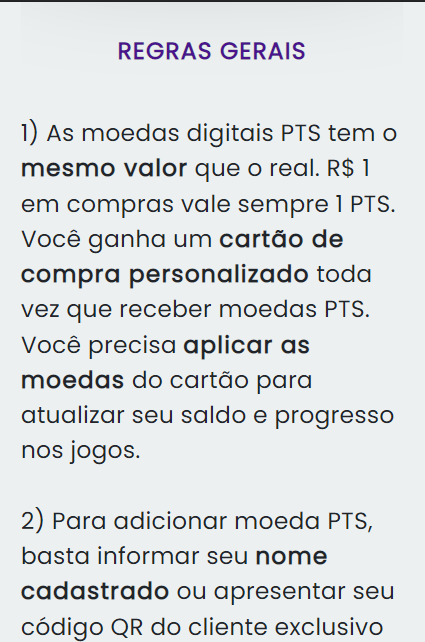 REGRAS GERAIS
1) As moedas digitais PTS tem o
mesmo valor que o real. R$ 1
em compras vale sempre 1 PTS.
Você ganha um cartão de
compra personalizado toda
vez que receber moedas PTS.
Você precisa aplicar as
moedas do cartão para
atualizar seu saldo e progresso
nos jogos.
2) Para adicionar moeda PTS,
basta informar seu nome
cadastrado ou apresentar seu
código QR do cliente exclusivo